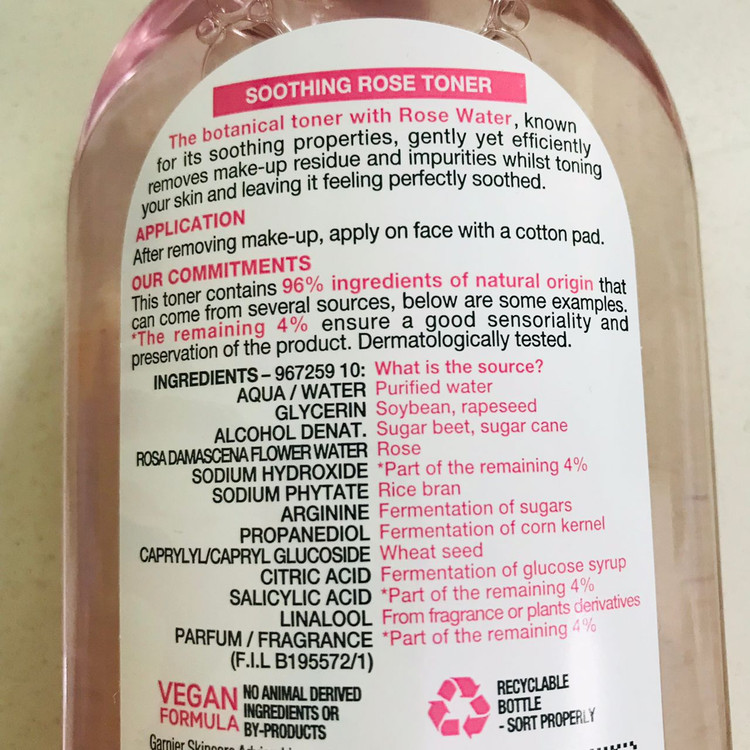 SOOTHING ROSE TONER
The botanical toner with Rose Water, known
for its soothing properties, gently yet efficiently
removes make-up residue and impurities whilst toning
your skin and leaving it feeling perfectly soothed.
APPLICATION
After removing make-up, apply on face with a cotton pad.
OUR COMMITMENTS
This toner contains 96% ingredients of natural origin that
can come from several sources, below are some examples.
*The remaining 4% ensure a good sensoriality and
preservation of the product. Dermatologically tested.
INGREDIENTS – 967259 10: What is the source?
AQUA / WATER Purified water
GLYCERIN Soybean, rapeseed
ALCOHOL DENAT. Sugar beet, sugar cane
ROSA DAMASCENA FLOWER WATER Rose
SODIUM HYDROXIDE *Part of the remaining 4%
SODIUM PHYTATE Rice bran
ARGININE Fermentation of sugars
PROPANEDIOL Fermentation of corn kernel
CAPRYLYL/CAPRYL GLUCOSIDE Wheat seed
CITRIC ACID Fermentation of glucose syrup
SALICYLIC ACID *Part of the remaining 4%
LINALOOL From fragrance or plants derivatives
PARFUM / FRAGRANCE *Part of the remaining 4%
(F.I.L B195572/1)
VEGAN FORMULA
NO ANIMAL DERIVED
INGREDIENTS OR
BY-PRODUCTS
RECYCLABLE
BOTTLE
- SORT PROPERLY
Garnier Skincare